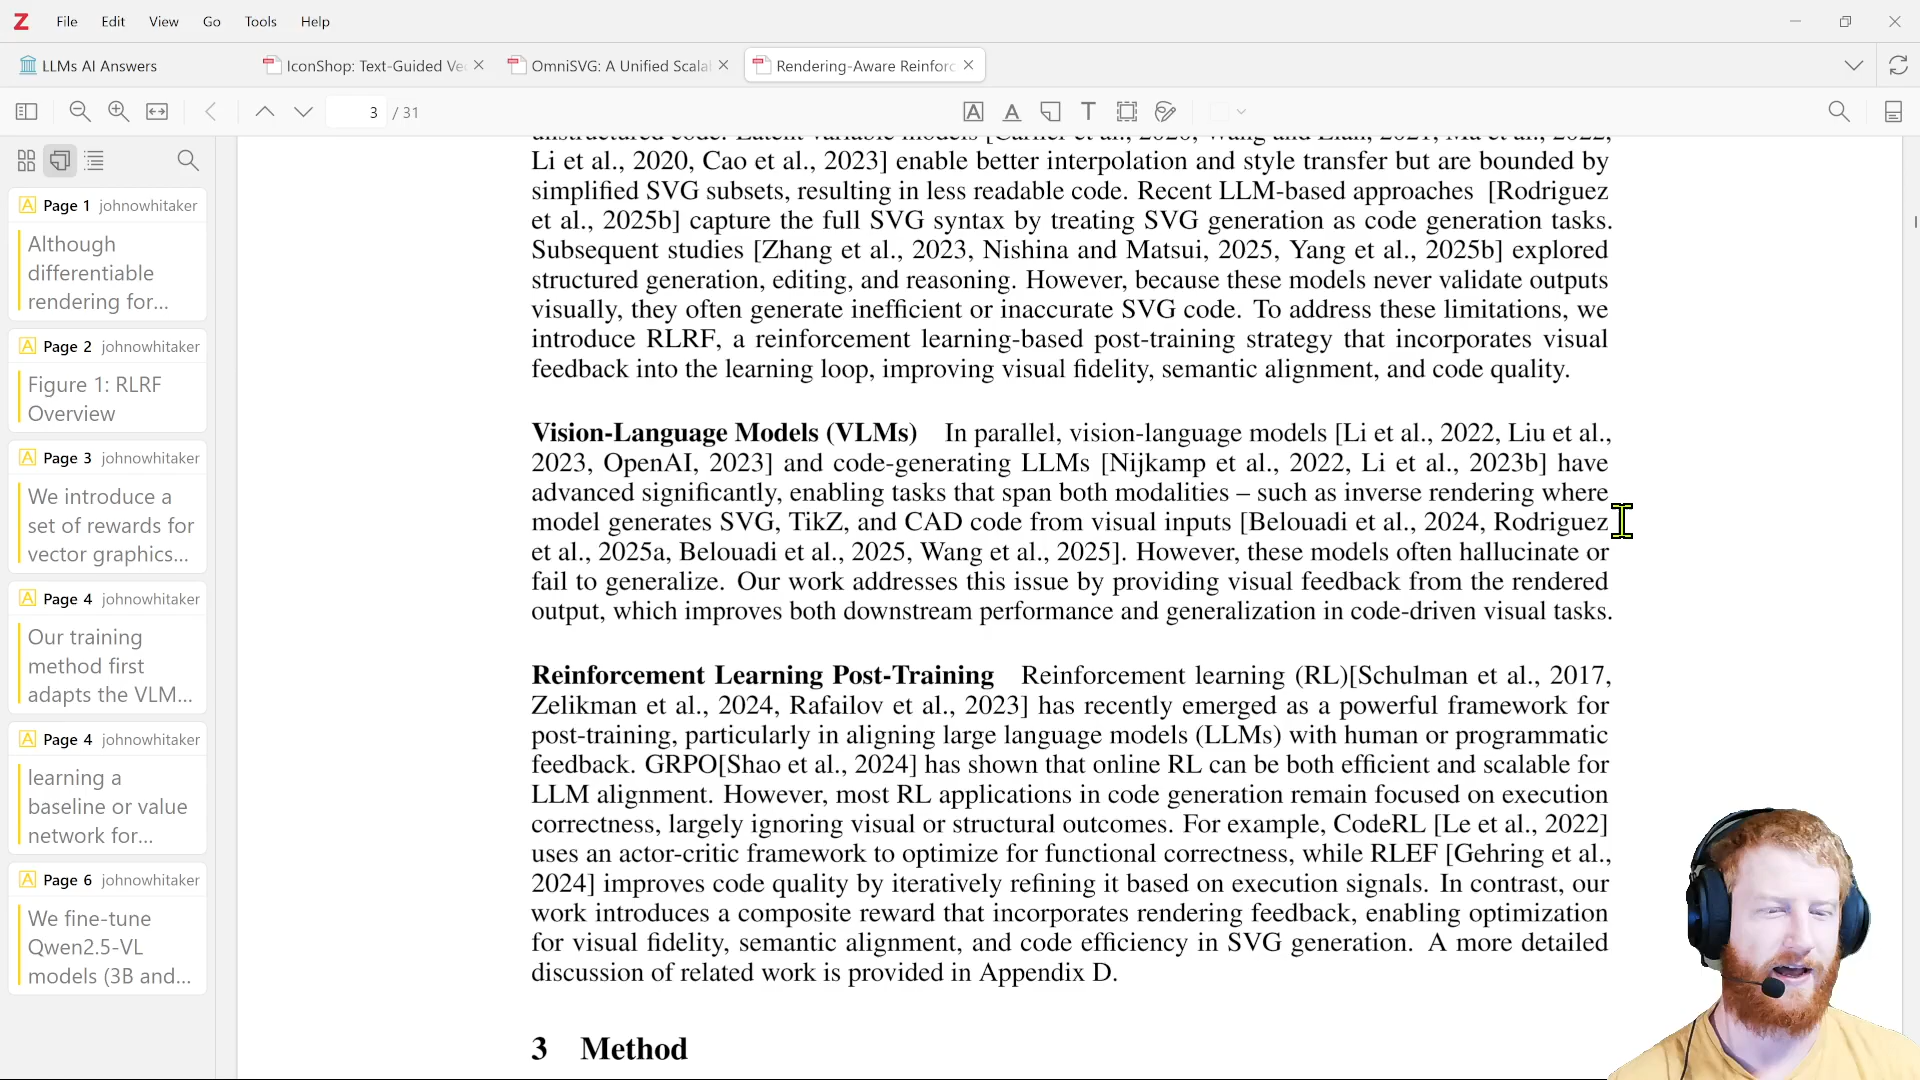 Z File Edit View Go Tools Help
LLMs AI Answers
IconShop: Text-Guided Vec
OmniSVG: A Unified Scala
Rendering-Aware Reinforc
3 / 31
Page 1 johnowhitaker
Although
differentiable
rendering for...
Page 2 johnowhitaker
Figure 1: RLRF
Overview
Page 3 johnowhitaker
We introduce a
set of rewards for
vector graphics...
Page 4 johnowhitaker
Our training
method first
adapts the VLM...
Page 4 johnowhitaker
learning a
baseline or value
network for...
Page 6 johnowhitaker
We fine-tune
Qwen2.5-VL
models (3B and...
unstructured code. Latent variable models [Carlier et al., 2020, Wang and Lian, 2021, Ma et al., 2022,
Li et al., 2020, Cao et al., 2023] enable better interpolation and style transfer but are bounded by
simplified SVG subsets, resulting in less readable code. Recent LLM-based approaches [Rodriguez
et al., 2025b] capture the full SVG syntax by treating SVG generation as code generation tasks.
Subsequent studies [Zhang et al., 2023, Nishina and Matsui, 2025, Yang et al., 2025b] explored
structured generation, editing, and reasoning. However, because these models never validate outputs
visually, they often generate inefficient or inaccurate SVG code. To address these limitations, we
introduce RLRF, a reinforcement learning-based post-training strategy that incorporates visual
feedback into the learning loop, improving visual fidelity, semantic alignment, and code quality.
Vision-Language Models (VLMs) In parallel, vision-language models [Li et al., 2022, Liu et al.,
2023, OpenAI, 2023] and code-generating LLMs [Nijkamp et al., 2022, Li et al., 2023b] have
advanced significantly, enabling tasks that span both modalities – such as inverse rendering where
model generates SVG, TikZ, and CAD code from visual inputs [Belouadi et al., 2024, Rodriguez
et al., 2025a, Belouadi et al., 2025, Wang et al., 2025]. However, these models often hallucinate or
fail to generalize. Our work addresses this issue by providing visual feedback from the rendered
output, which improves both downstream performance and generalization in code-driven visual tasks.
Reinforcement Learning Post-Training Reinforcement learning (RL)[Schulman et al., 2017,
Zelikman et al., 2024, Rafailov et al., 2023] has recently emerged as a powerful framework for
post-training, particularly in aligning large language models (LLMs) with human or programmatic
feedback. GRPO[Shao et al., 2024] has shown that online RL can be both efficient and scalable for
LLM alignment. However, most RL applications in code generation remain focused on execution
correctness, largely ignoring visual or structural outcomes. For example, CodeRL [Le et al., 2022]
uses an actor-critic framework to optimize for functional correctness, while RLEF [Gehring et al.,
2024] improves code quality by iteratively refining it based on execution signals. In contrast, our
work introduces a composite reward that incorporates rendering feedback, enabling optimization
for visual fidelity, semantic alignment, and code efficiency in SVG generation. A more detailed
discussion of related work is provided in Appendix D.
3 Method